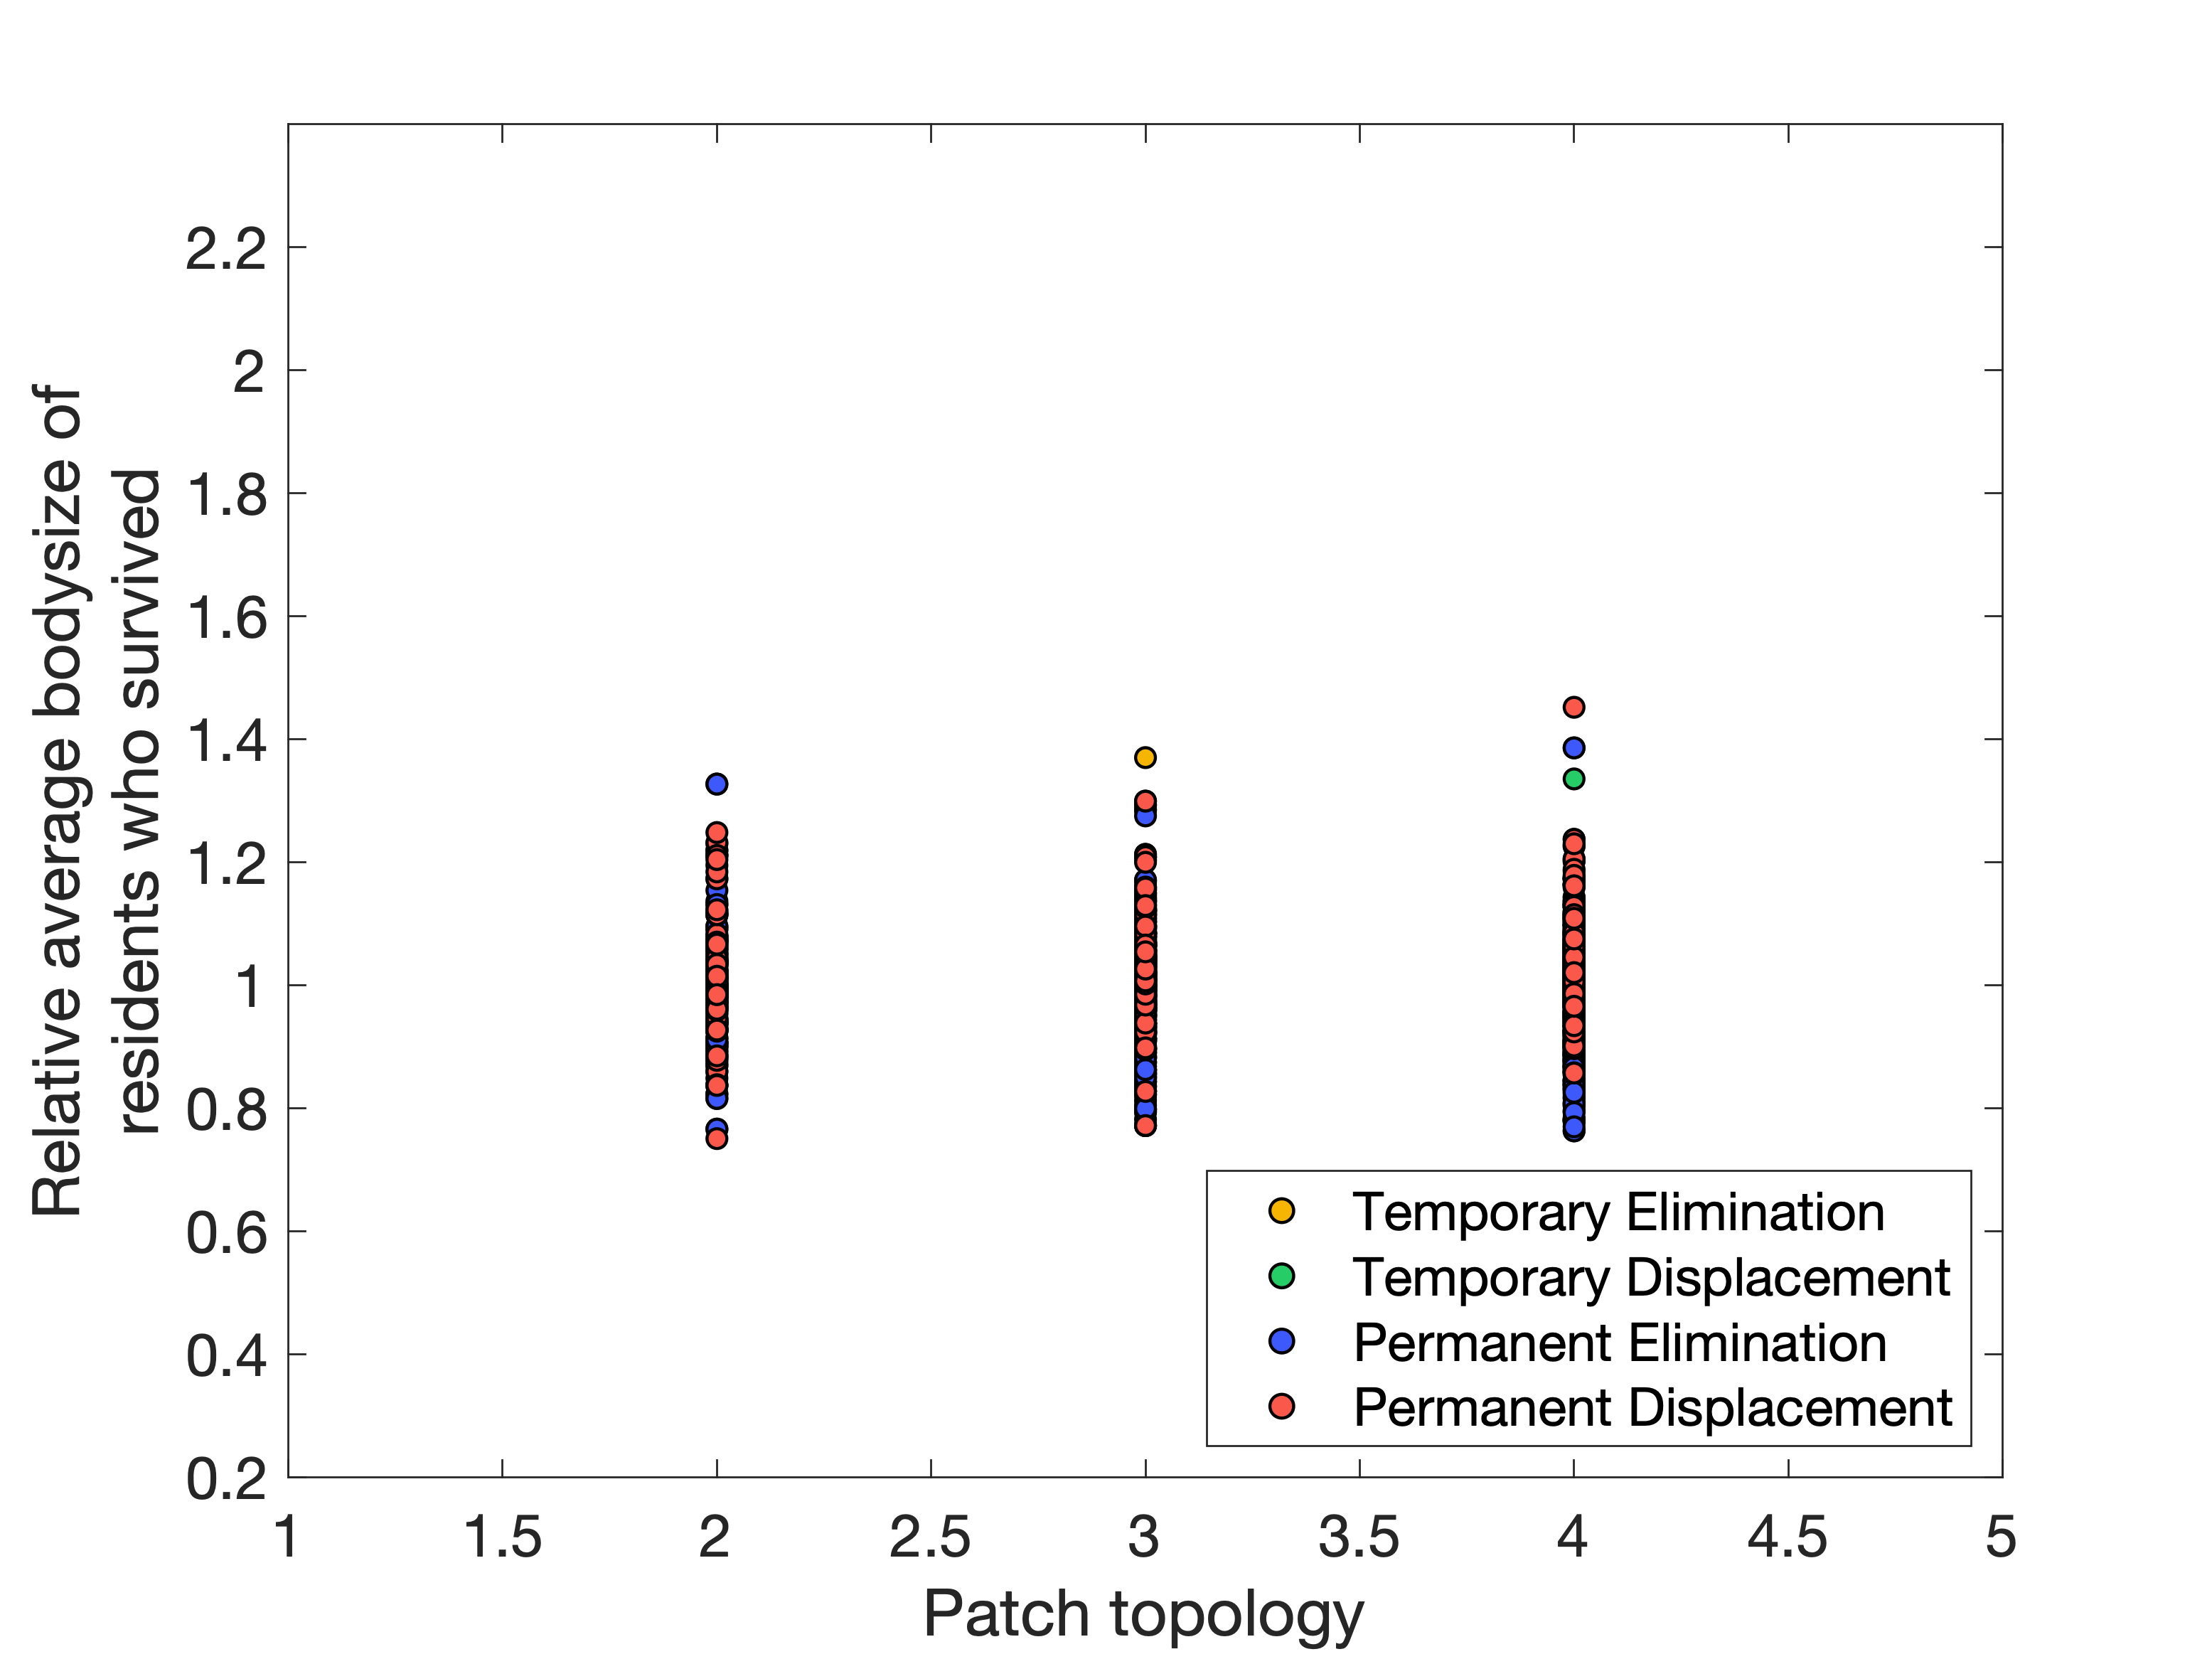 Relative average bodysize of
residents who survived
2.2
2
1.8
1.6
1.4
1.2
1
0.8
0.6
0.4
0.2
Temporary Elimination
Temporary Displacement
Permanent Elimination
Permanent Displacement
1 1.5 2 2.5 3 3.5 4 4.5 5
Patch topology